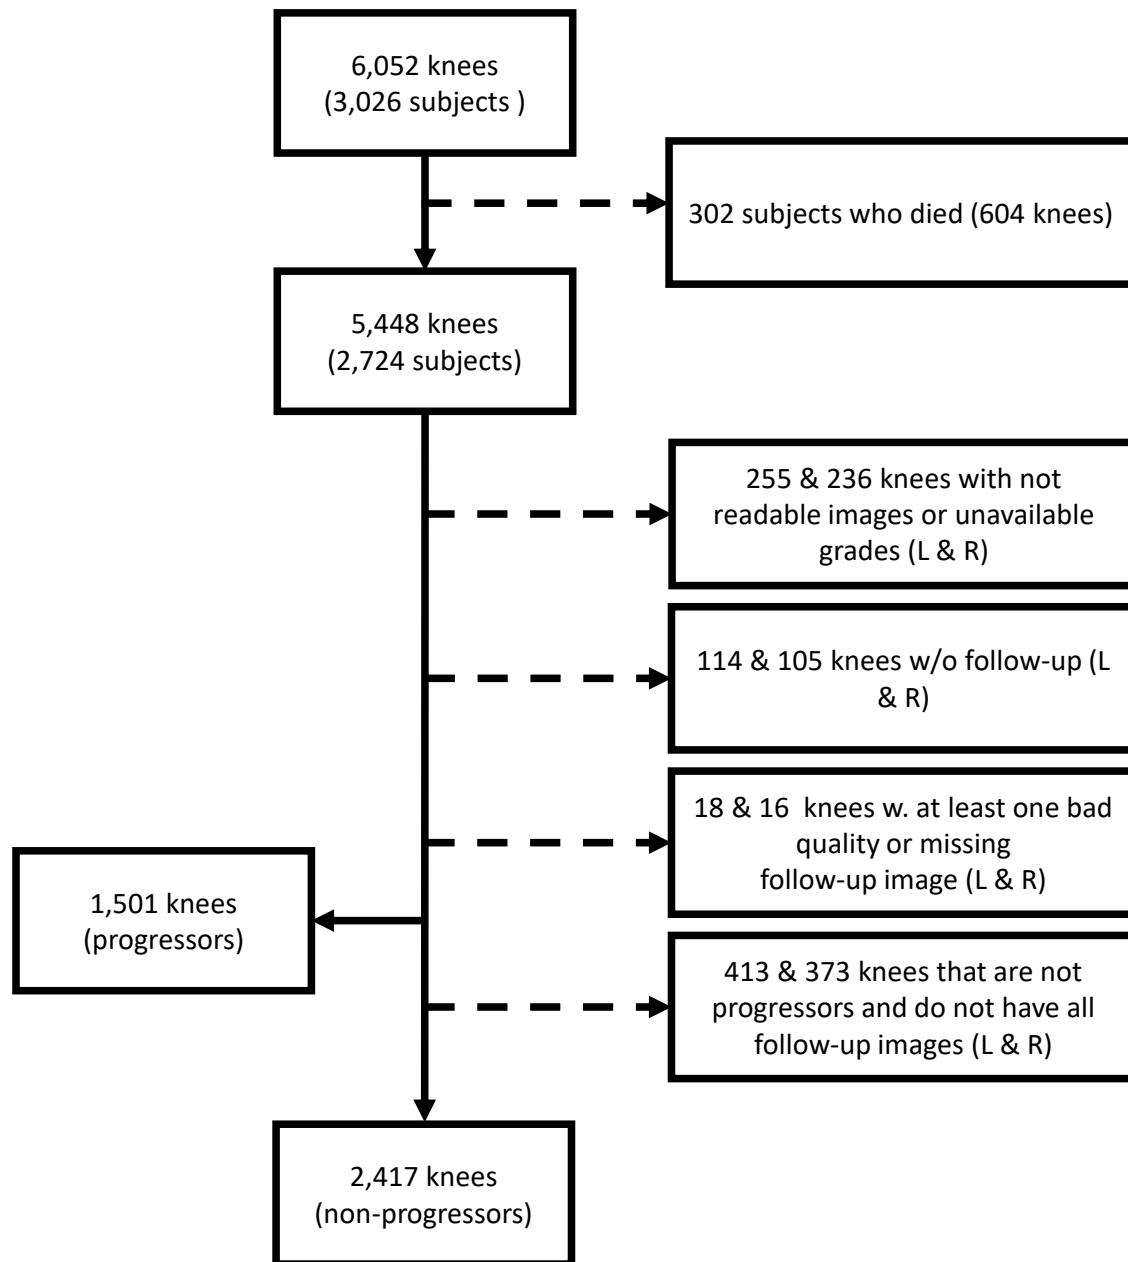 6,052 knees
(3,026 subjects )
302 subjects who died (604 knees)
5,448 knees
(2,724 subjects)
255 & 236 knees with not
readable images or unavailable
grades (L & R)
114 & 105 knees w/o follow-up (L
& R)
18 & 16  knees w. at least one bad
quality or missing
follow-up image (L & R)
1,501 knees
(progressors)
413 & 373 knees that are not
progressors and do not have all
follow-up images (L & R)
2,417 knees
(non-progressors)